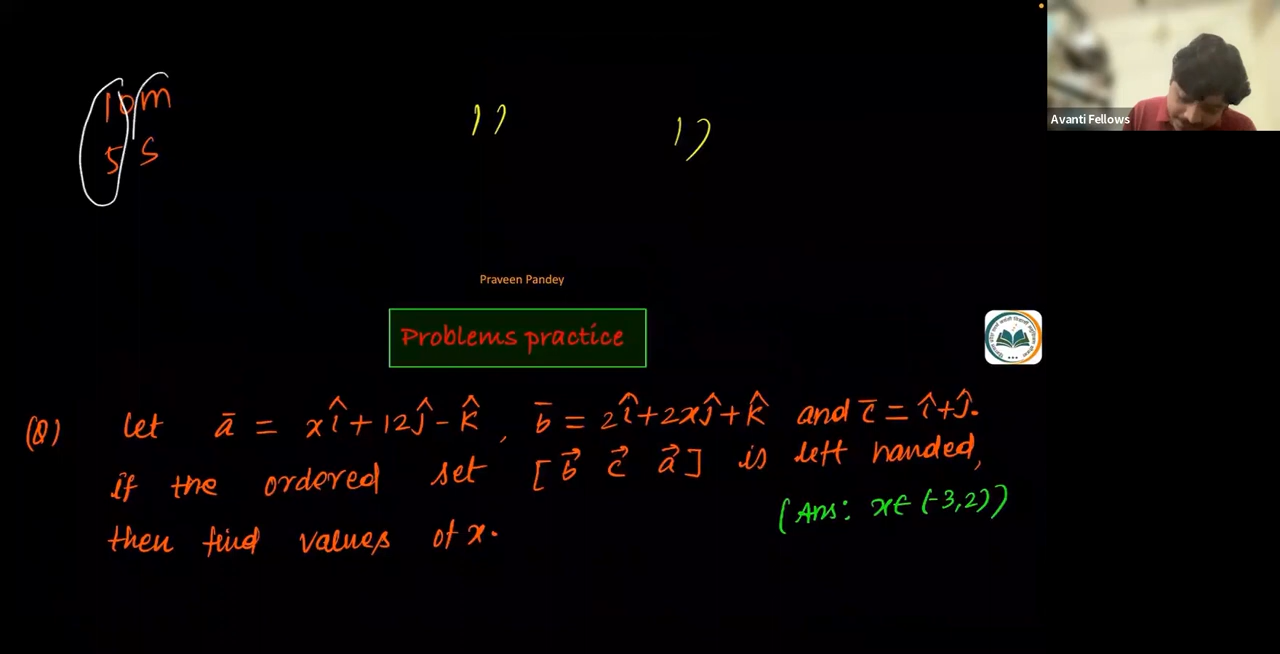 Avanti Fellows
10 m
5 s
Praveen Pandey
Problems practice
(Q) Let a̅ = xî + 12ĵ - k̂, b̅ = 2î + 2xĵ + k̂ and c̅ = î + ĵ.
if the ordered set [b⃗ c⃗ a⃗] is left handed,
then find values of x.
(Ans: x∈ (-3,2))